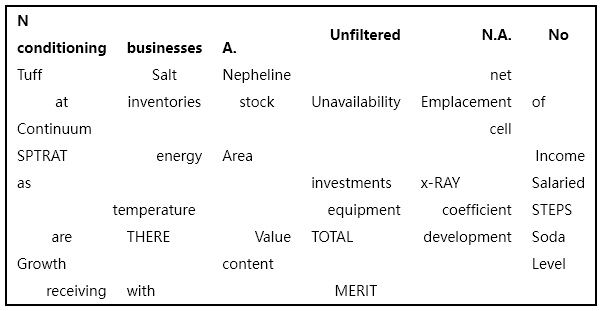 N
conditioning businesses A. Unfiltered N.A. No
Tuff Salt Nepheline net
at inventories stock Unavailability Emplacement of
Continuum cell
SPTRAT energy Area Income
as investments x-RAY Salaried
temperature equipment coefficient STEPS
are THERE Value TOTAL development Soda
Growth content Level
receiving with MERIT